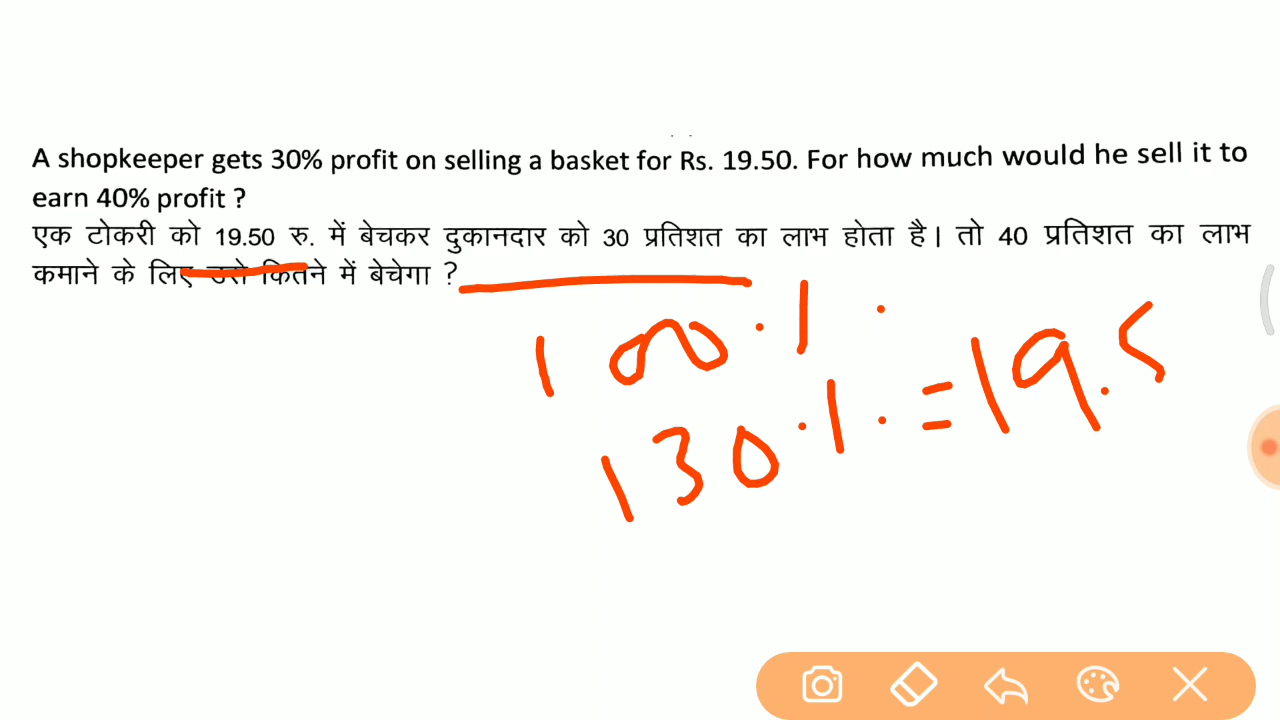 A shopkeeper gets 30% profit on selling a basket for Rs. 19.50. For how much would he sell it to
earn 40% profit ?
एक टोकरी को 19.50 रु. में बेचकर दुकानदार को 30 प्रतिशत का लाभ होता है। तो 40 प्रतिशत का लाभ
कमाने के लिए उसे कितने में बेचेगा ?
100%
130% = 19.5